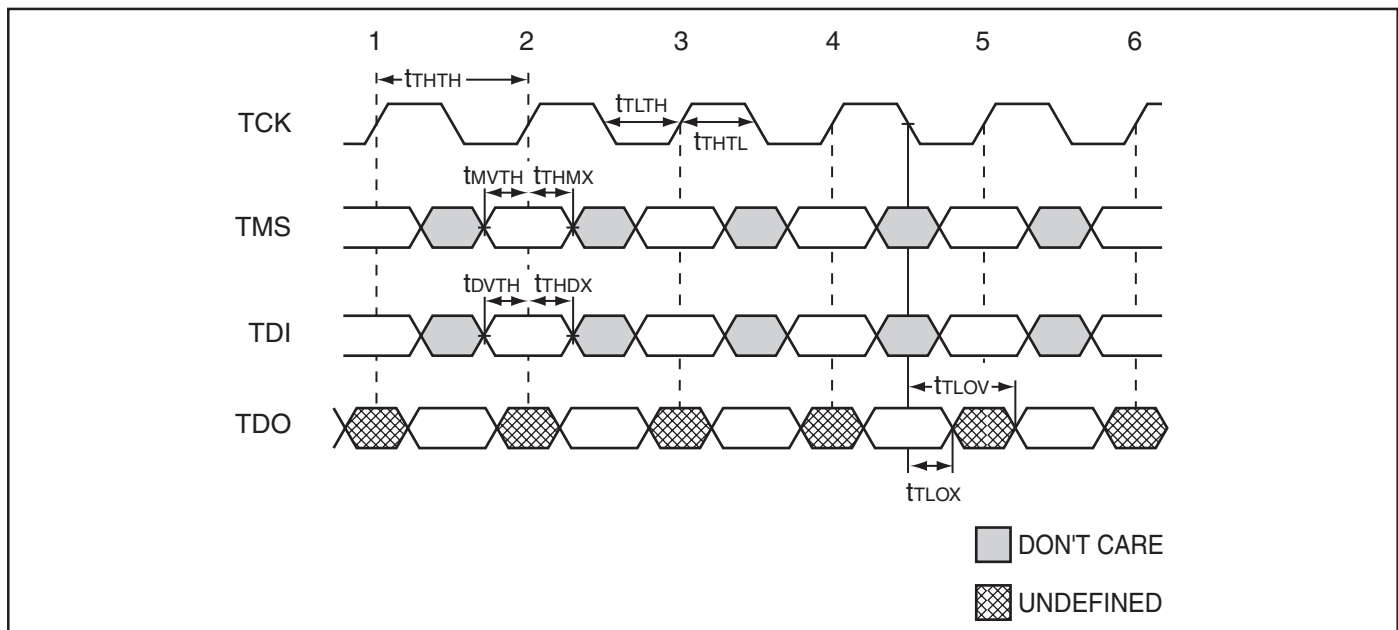 1 2 3 4 5 6
tTHTH
tTLTH
TCK
tTHTL
tMVTH tTHMX
TMS
tDVTH tTHDX
TDI
tTLOV
TDO
tTLOX
DON'T CARE
UNDEFINED